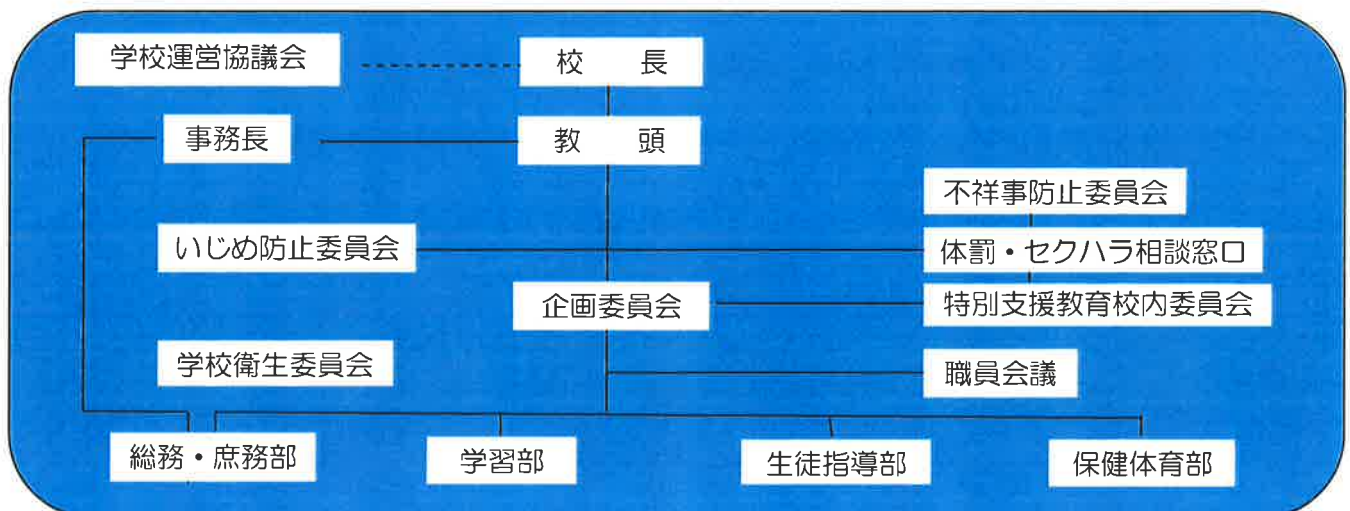 学校運営協議会
校　　長
事務長
教　　頭
不祥事防止委員会
いじめ防止委員会
体罰・セクハラ相談窓口
企画委員会
特別支援教育校内委員会
学校衛生委員会
職員会議
総務・庶務部
学習部
生徒指導部
保健体育部